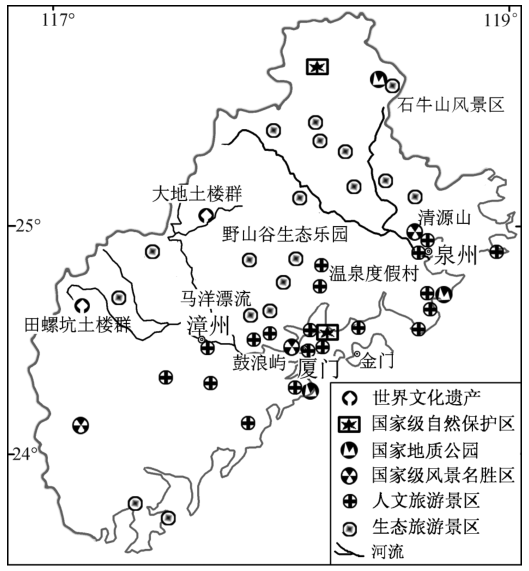 117°
119°
石牛山风景区
大地土楼群
清源山
25°
野山谷生态乐园
泉州
温泉度假村
马洋漂流
田螺坑土楼群
漳州
鼓浪屿
厦门
金门
24°
世界文化遗产
国家级自然保护区
国家地质公园
国家级风景名胜区
人文旅游景区
生态旅游景区
河流